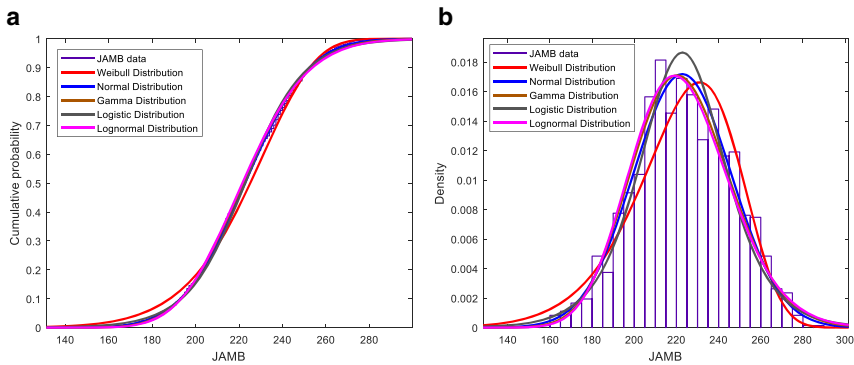 a
1
0.9
0.8
0.7
0.6
0.5
0.4
0.3
0.2
0.1
0
Cumulative probability
JAMB data
Weibull Distribution
Normal Distribution
Gamma Distribution
Logistic Distribution
Lognormal Distribution
140 160 180 200 220 240 260 280
JAMB
b
0.018
0.016
0.014
0.012
0.01
0.008
0.006
0.004
0.002
0
Density
JAMB data
Weibull Distribution
Normal Distribution
Gamma Distribution
Logistic Distribution
Lognormal Distribution
140 160 180 200 220 240 260 280 300
JAMB